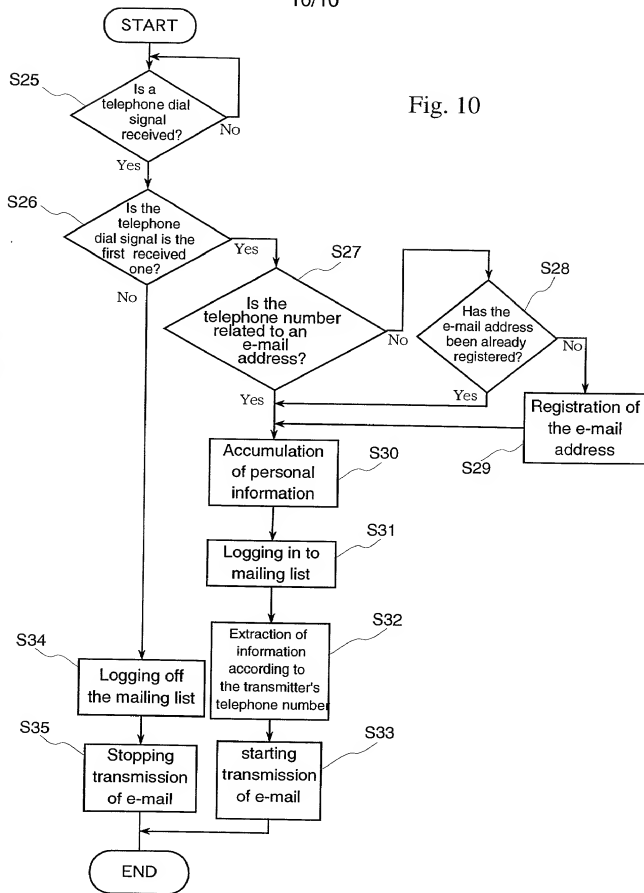 10/10
START
S25
Is a
telephone dial
signal
received?
No
Yes
Fig. 10
S26
Is the
telephone
dial signal is the
first received
one?
Yes
No
S27
Is the
telephone number
related to an
e-mail
address?
No
Yes
S28
Has the
e-mail address
been already
registered?
No
Yes
Registration of
the e-mail
address
S29
Accumulation
of personal
information
S30
Logging in to
mailing list
S31
Extraction of
information
according to
the transmitter's
telephone number
S32
S34
Logging off
the mailing list
S35
Stopping
transmission
of e-mail
starting
transmission
of e-mail
S33
END